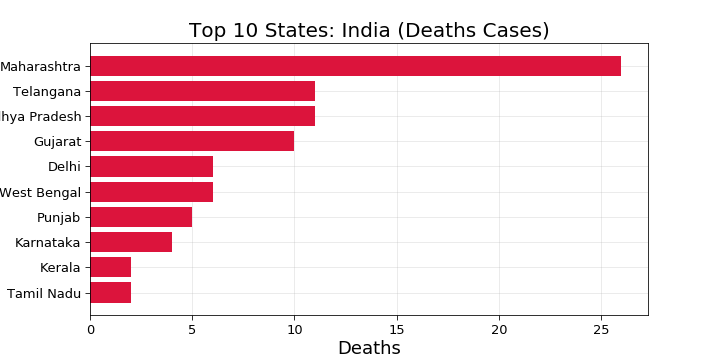 Top 10 States: India (Deaths Cases)
Maharashtra
Telangana
hya Pradesh
Gujarat
Delhi
West Bengal
Punjab
Karnataka
Kerala
Tamil Nadu
0 5 10 15 20 25
Deaths